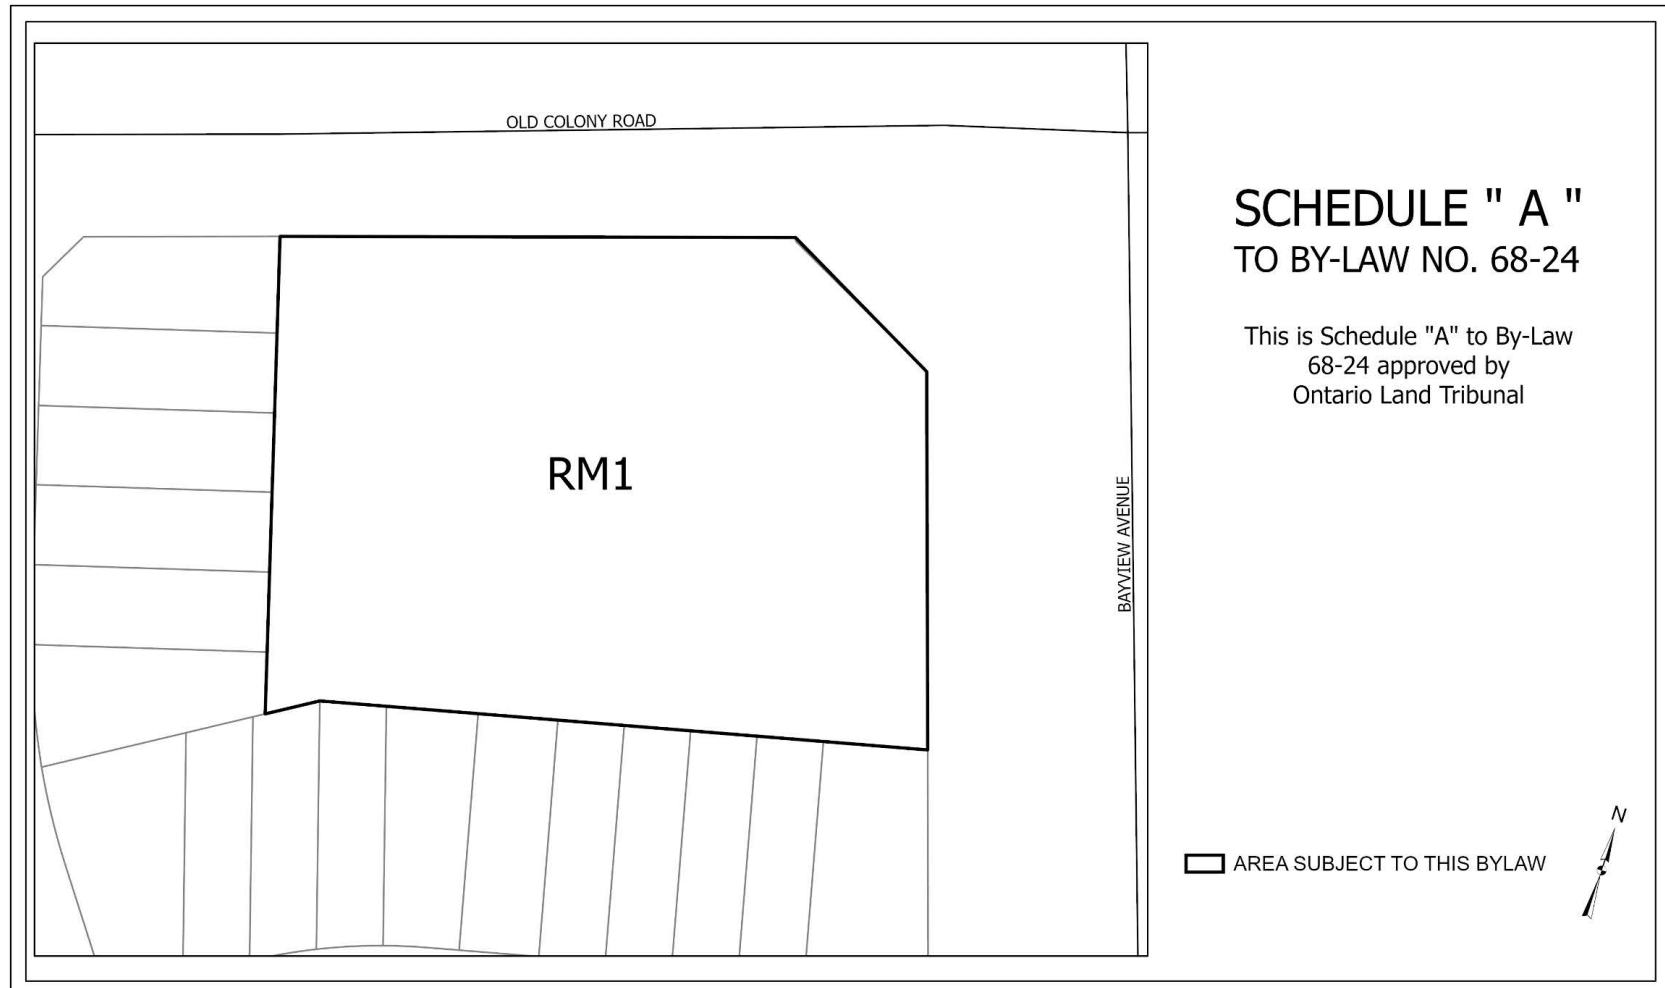 OLD COLONY ROAD
SCHEDULE " A "
TO BY-LAW NO. 68-24
This is Schedule "A" to By-Law
68-24 approved by
Ontario Land Tribunal
RM1
BAYVIEW AVENUE
N
AREA SUBJECT TO THIS BYLAW